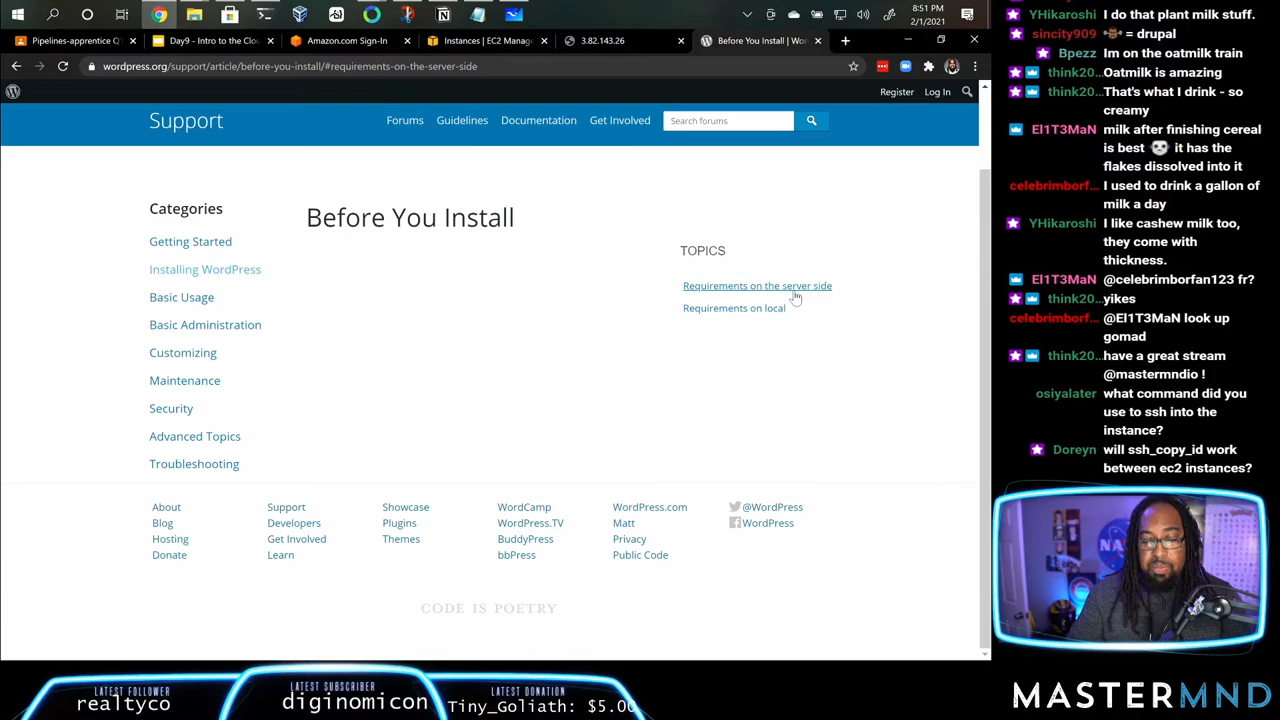 8:51 PM
2/1/2021
Pipelines-apprentice Q1
Day9 - Intro to the Clou
Amazon.com Sign-In
Instances | EC2 Manage
3.82.143.26
Before You Install | Wor
wordpress.org/support/article/before-you-install/#requirements-on-the-server-side
Register
Log In
Support
Forums
Guidelines
Documentation
Get Involved
Search forums
Categories
Getting Started
Installing WordPress
Basic Usage
Basic Administration
Customizing
Maintenance
Security
Advanced Topics
Troubleshooting
Before You Install
TOPICS
Requirements on the server side
Requirements on local
About
Blog
Hosting
Donate
Support
Developers
Get Involved
Learn
Showcase
Plugins
Themes
WordCamp
WordPress.TV
BuddyPress
bbPress
WordPress.com
Matt
Privacy
Public Code
@WordPress
WordPress
CODE IS POETRY
YHikaroshi I do that plant milk stuff.
sincity909 = drupal
Bpezz Im on the oatmilk train
think20... Oatmilk is amazing
think20... That's what I drink - so
creamy
El1T3MaN milk after finishing cereal
is best it has the
flakes dissolved into it
celebrimborf... I used to drink a gallon of
milk a day
YHikaroshi I like cashew milk too,
they come with
thickness.
El1T3MaN @celebrimborfan123 fr?
think20... yikes
celebrimborf... @El1T3MaN look up
gomad
think20... have a great stream
@mastermndio !
osiyalater what command did you
use to ssh into the
instance?
Doreyn will ssh_copy_id work
between ec2 instances?
NASA
LATEST FOLLOWER
realtyco
LATEST SUBSCRIBER
diginomicon
LATEST DONATION
Tiny_Goliath: $5.00
MASTERMND